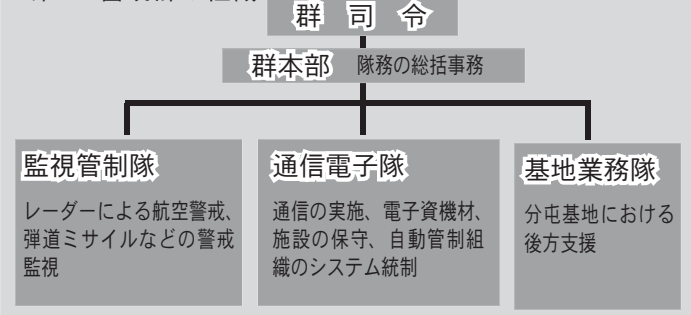 群司令
群本部 隊務の総括事務
監視管制隊
レーダーによる航空警戒、
弾道ミサイルなどの警戒
監視
通信電子隊
通信の実施、電子資機材、
施設の保守、自動管制組
織のシステム統制
基地業務隊
分屯基地における
後方支援